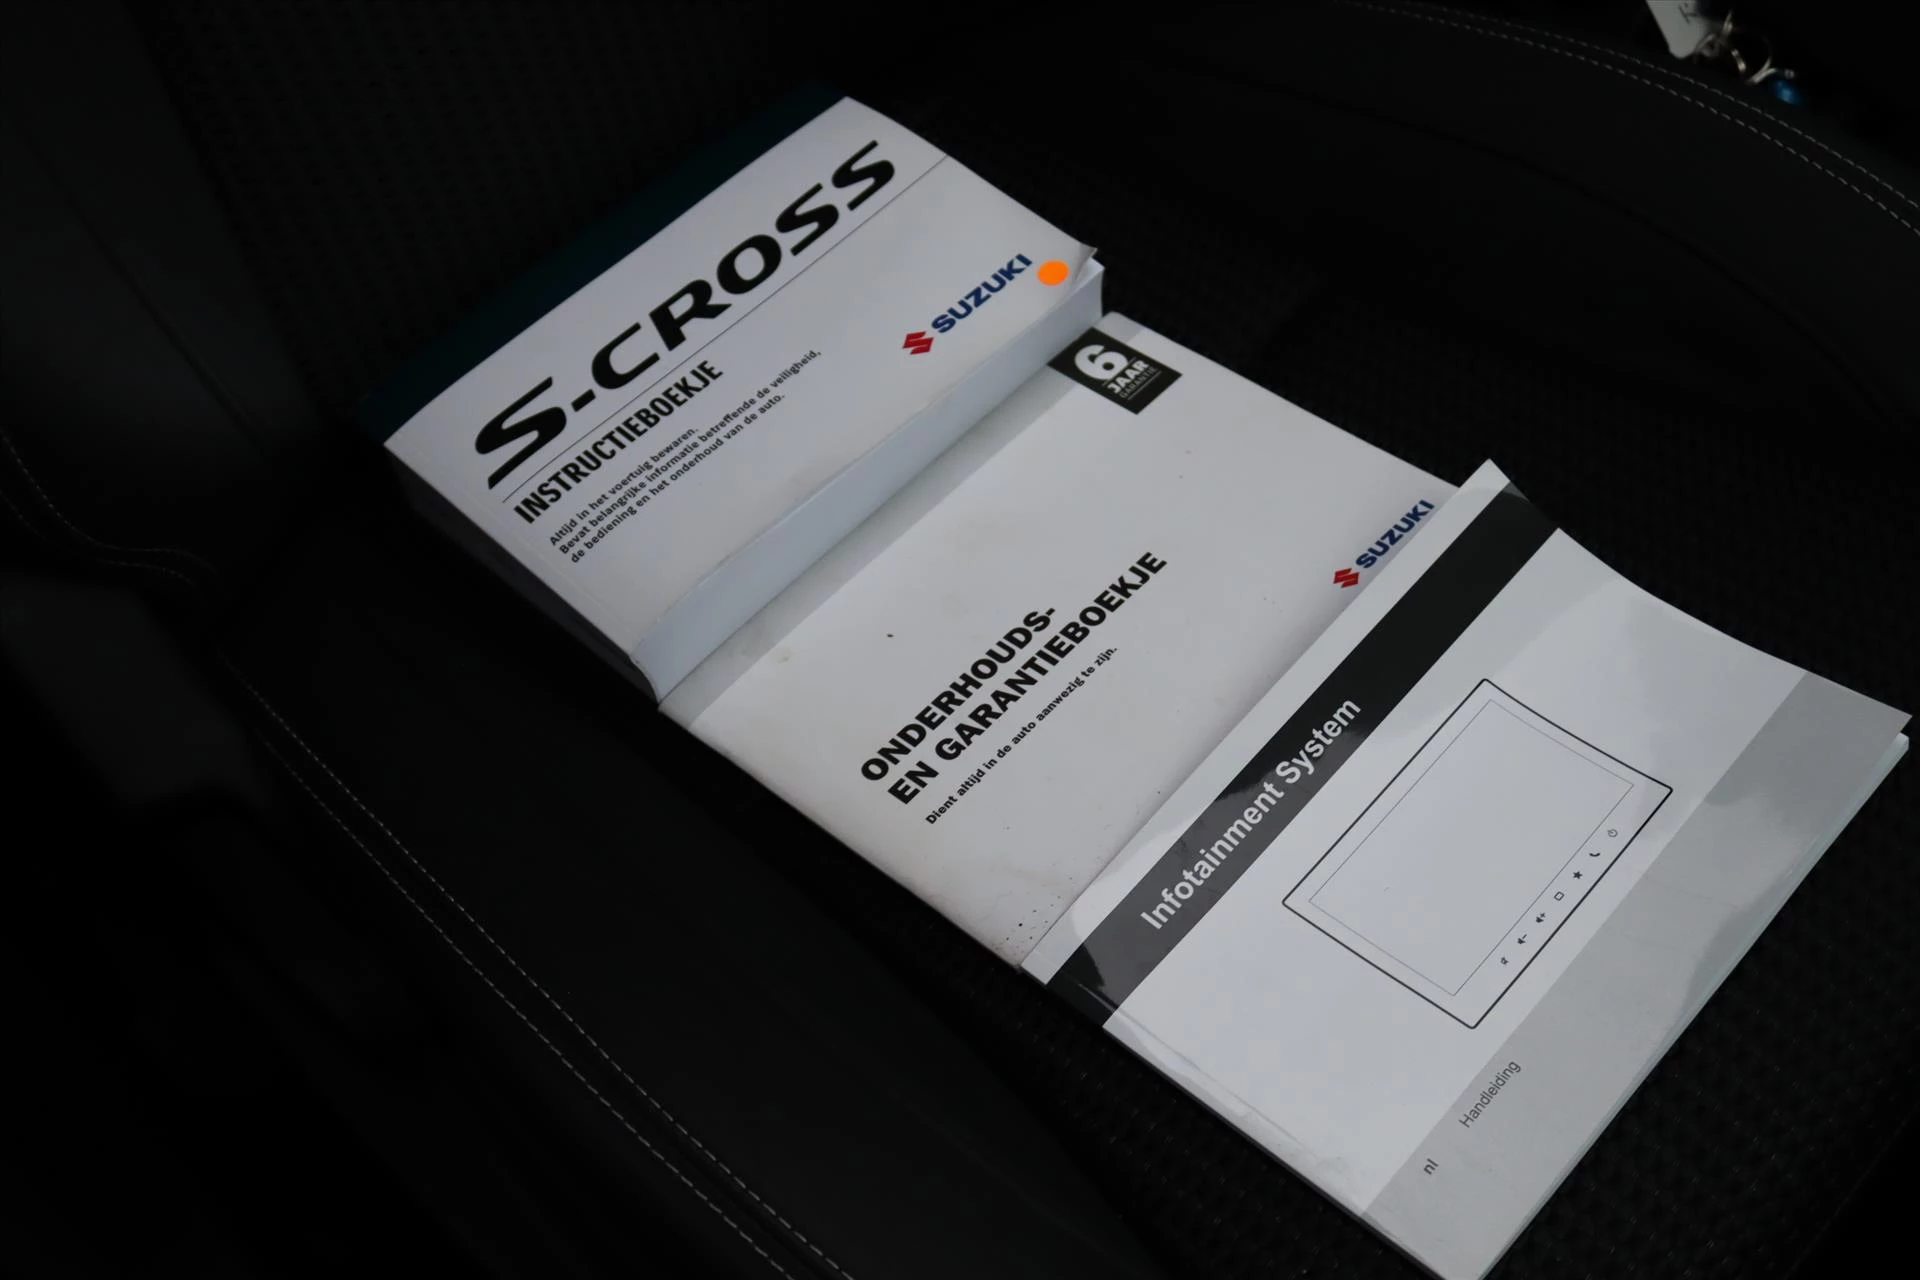 S-CROSS
INSTRUCTIEBOEKJE
Altijd in het voertuig bewaren.
Bevat belangrijke informatie betreffende de veiligheid,
de bediening en het onderhoud van de auto.
SUZUKI
6
JAAR
GARANTIE
ONDERHOUDS-
EN GARANTIEBOEKJE
Dient altijd in de auto aanwezig te zijn.
SUZUKI
Infotainment System
Handleiding
nl